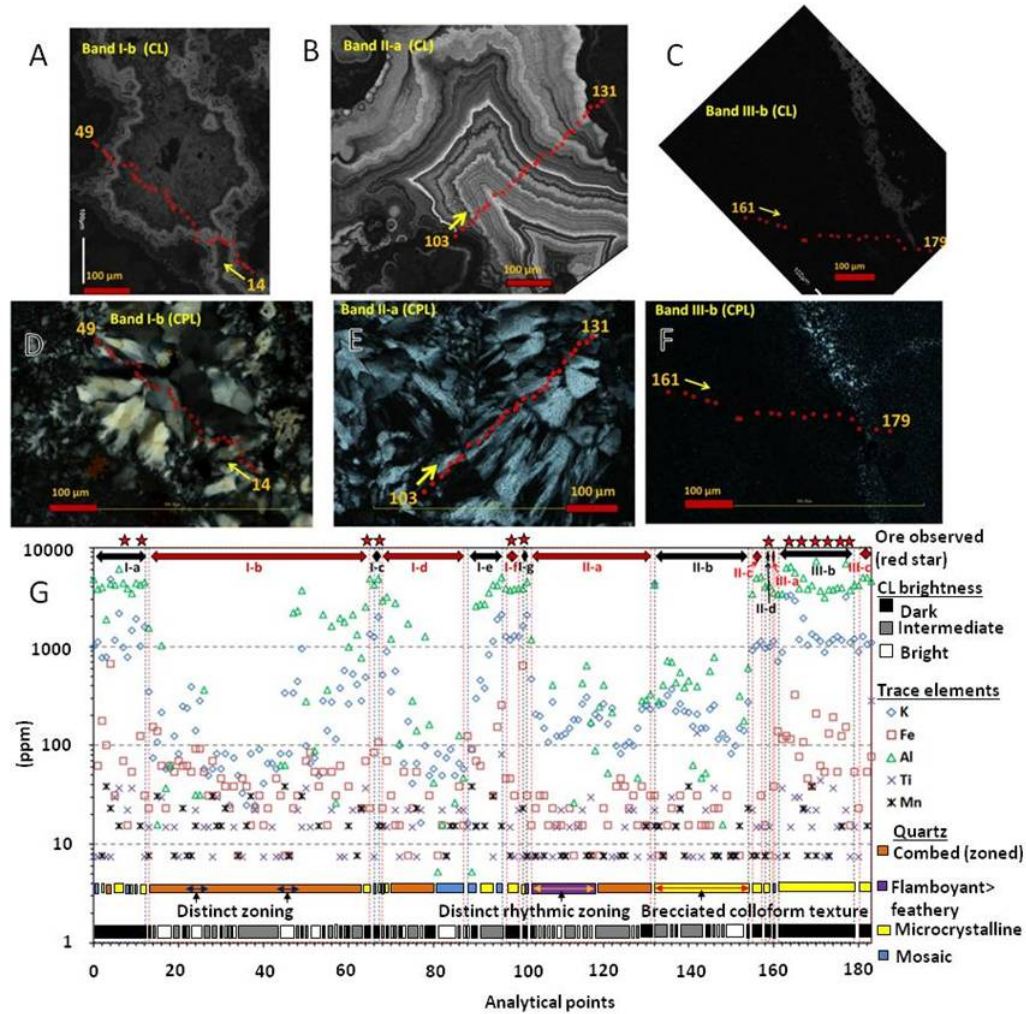 A
Band I-b (CL)
49
100µm
100 µm
14
B
Band II-a (CL)
131
103
100 µm
C
Band III-b (CL)
161
179
100 µm
Band I-b (CPL)
49
D
14
100 µm
Band II-a (CPL)
131
E
103
100 µm
Band III-b (CPL)
F
161
179
100 µm
G
(ppm)
10000
1000
100
10
1
I-a
I-b
I-c
I-d
I-e
I-f
I-g
II-a
II-b
II-c
II-d
III-a
III-b
III-c
Distinct zoning
Distinct rhythmic zoning
Brecciated colloform texture
0 20 40 60 80 100 120 140 160 180
Analytical points
Ore observed
(red star)
CL brightness
Dark
Intermediate
Bright
Trace elements
K
Fe
Al
Ti
Mn
Quartz
Combed (zoned)
Flamboyant>
feathery
Microcrystalline
Mosaic